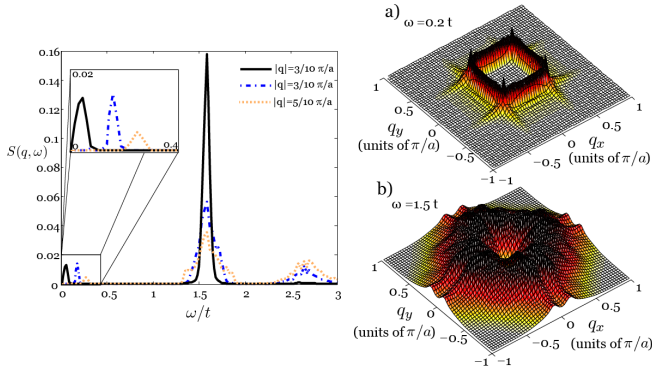 0.16
0.14
0.12
0.10
0.08
0.06
0.04
0.02
0
S(q,ω)
0 0.5 1 1.5 2 2.5 3
ω/t
|q|=3/10 π/a
|q|=3/10 π/a
|q|=5/10 π/a
0.02
0
0.4
a)
ω=0.2 t
1
0.5
0
−0.5
−1
q_y
(units of π/a)
−1
−0.5
0
0.5
1
q_x
(units of π/a)
b)
ω=1.5 t
1
0.5
0
−0.5
−1
q_y
(units of π/a)
−1
−0.5
0
0.5
1
q_x
(units of π/a)